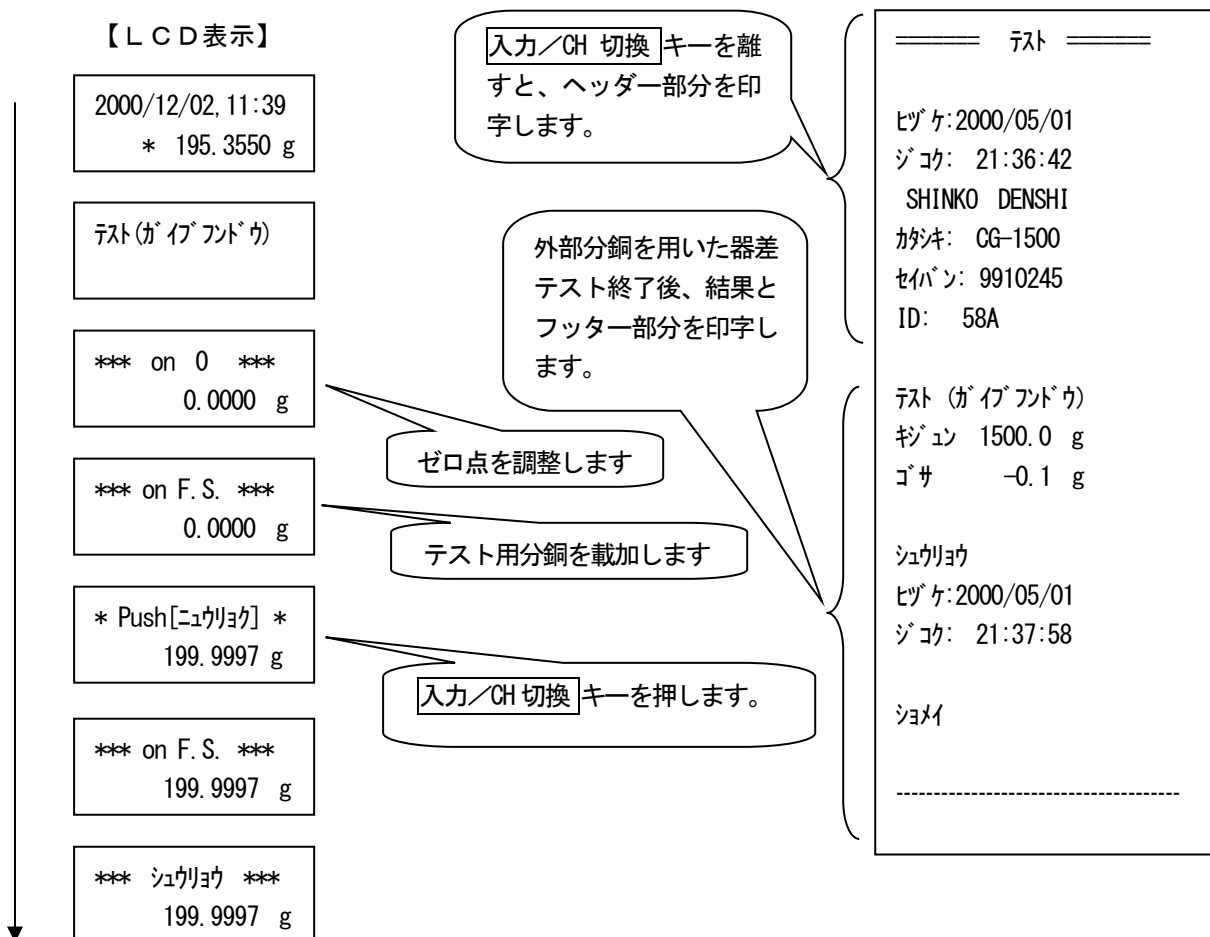 【ＬＣＤ表示】
2000/12/02, 11:39
* 195.3550 g
ﾃｽﾄ(ｶﾞｲﾌﾞﾌﾝﾄﾞｳ)
*** on 0 ***
0.0000 g
*** on F.S. ***
0.0000 g
* Push[ﾆｭｳﾘｮｸ] *
199.9997 g
*** on F.S. ***
199.9997 g
*** ｼｭｳﾘｮｳ ***
199.9997 g
入力／CH 切換 キーを離
すと、ヘッダー部分を印
字します。
外部分銅を用いた器差
テスト終了後、結果と
フッター部分を印字し
ます。
ゼロ点を調整します
テスト用分銅を載加します
入力／CH 切換 キーを押します。
======= ﾃｽﾄ =======
ﾋﾂﾞｹ:2000/05/01
ｼﾞｺｸ: 21:36:42
SHINKO DENSHI
ｶﾀｼｷ: CG-1500
ｾｲﾊﾞﾝ: 9910245
ID: 58A
ﾃｽﾄ (ｶﾞｲﾌﾞﾌﾝﾄﾞｳ)
ｷｼﾞｭﾝ 1500.0 g
ｺﾞｻ -0.1 g
ｼｭｳﾘｮｳ
ﾋﾂﾞｹ:2000/05/01
ｼﾞｺｸ: 21:37:58
ｼｮﾒｲ
--------------------------------------